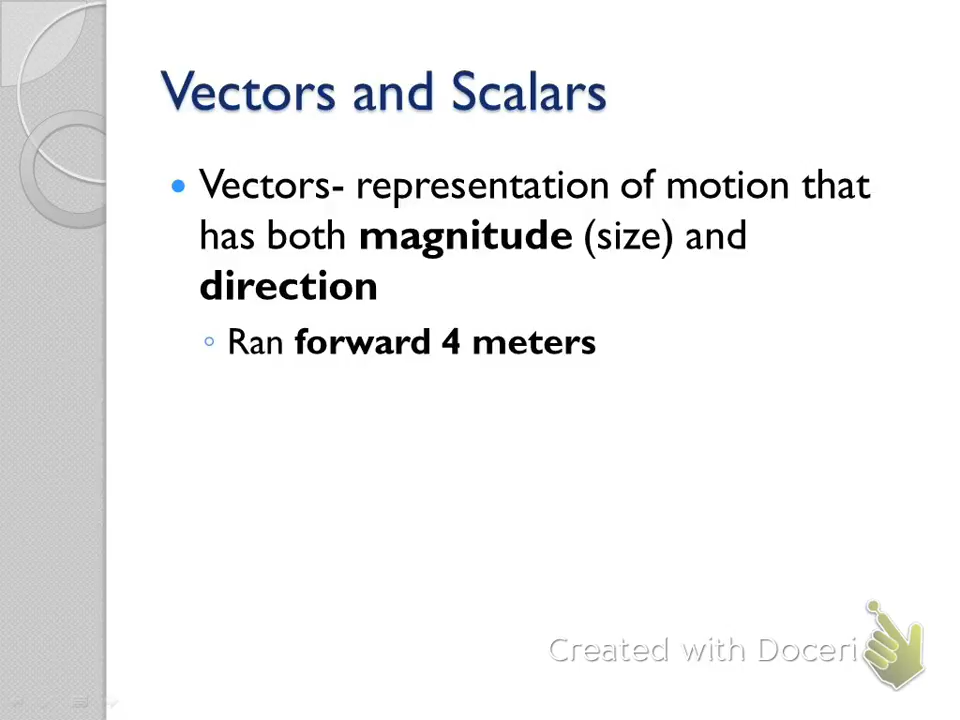 Vectors and Scalars
Vectors- representation of motion that
has both magnitude (size) and
direction
Ran forward 4 meters
Created with Doceri